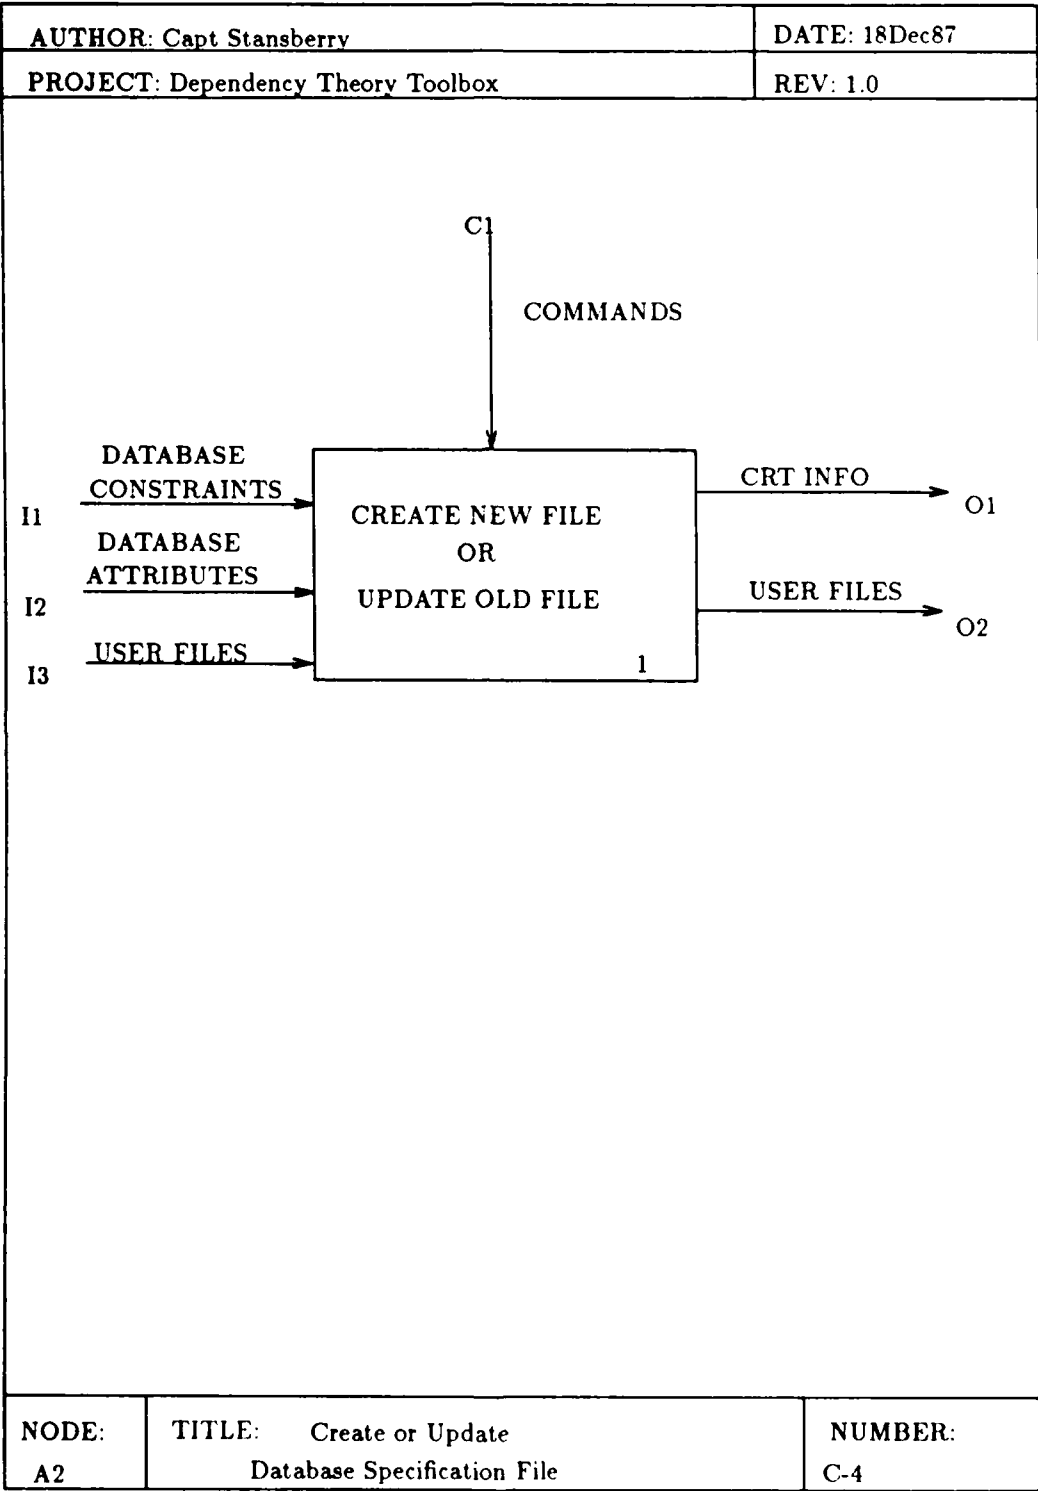 AUTHOR: Capt Stansberry
DATE: 18Dec87
PROJECT: Dependency Theory Toolbox
REV: 1.0
C1
COMMANDS
DATABASE
CONSTRAINTS
I1
DATABASE
ATTRIBUTES
I2
USER FILES
I3
CREATE NEW FILE
OR
UPDATE OLD FILE
1
CRT INFO
O1
USER FILES
O2
NODE:
A2
TITLE: Create or Update
Database Specification File
NUMBER:
C-4